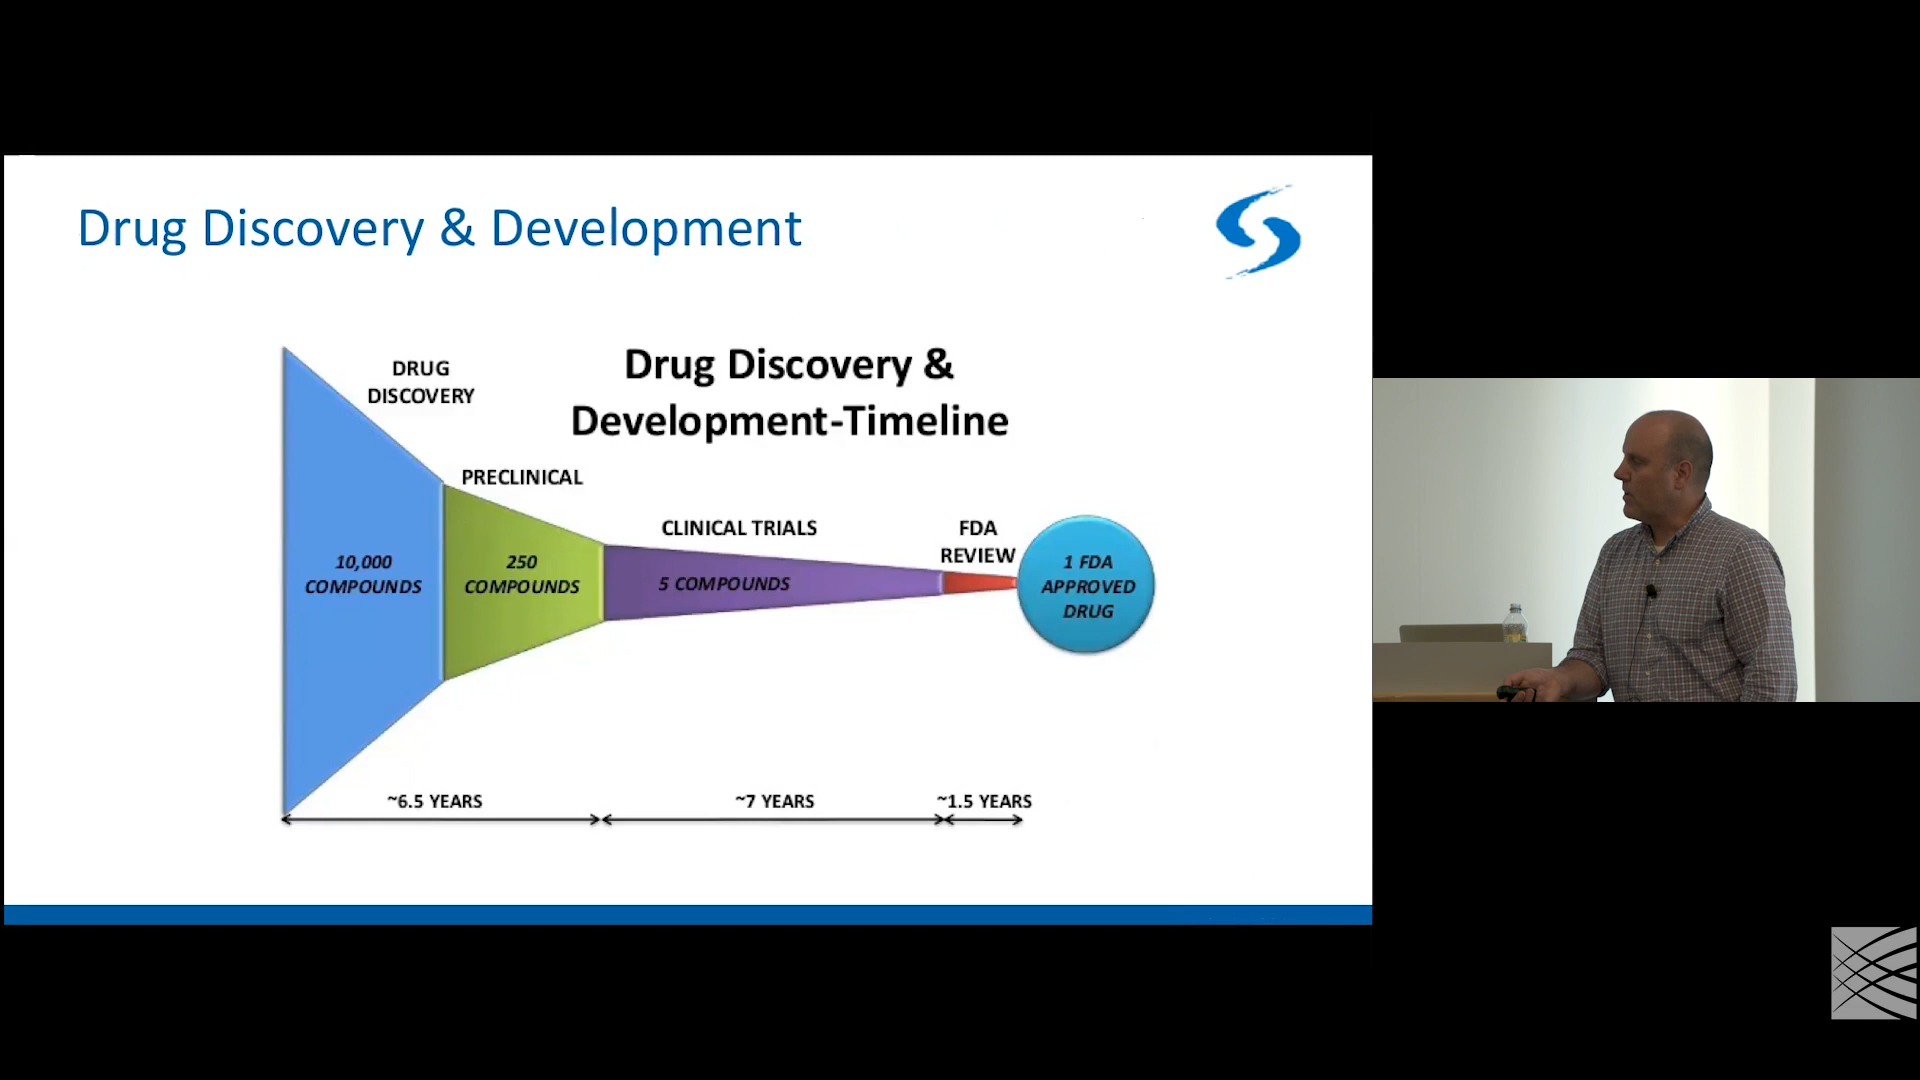 Drug Discovery & Development
Drug Discovery &
Development-Timeline
DRUG
DISCOVERY
PRECLINICAL
CLINICAL TRIALS
FDA
REVIEW
10,000
COMPOUNDS
250
COMPOUNDS
5 COMPOUNDS
1 FDA
APPROVED
DRUG
~6.5 YEARS
~7 YEARS
~1.5 YEARS